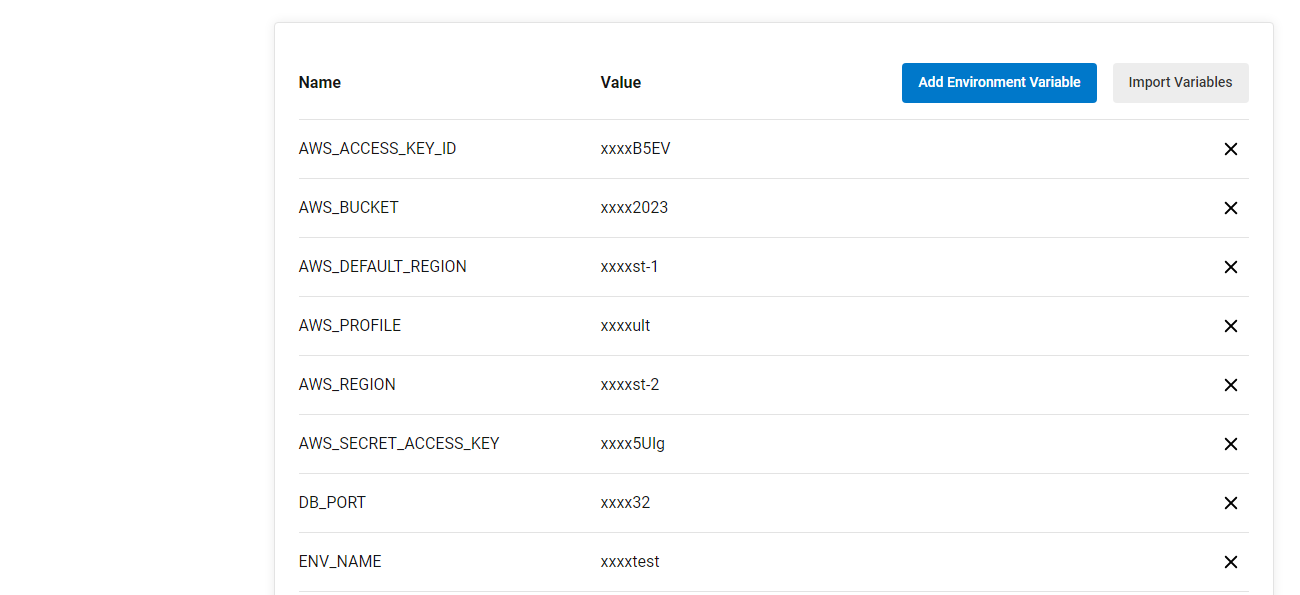 Name Value Add Environment Variable Import Variables
AWS_ACCESS_KEY_ID xxxxB5EV
AWS_BUCKET xxxx2023
AWS_DEFAULT_REGION xxxxst-1
AWS_PROFILE xxxxult
AWS_REGION xxxxst-2
AWS_SECRET_ACCESS_KEY xxxx5UIg
DB_PORT xxxx32
ENV_NAME xxxxtest